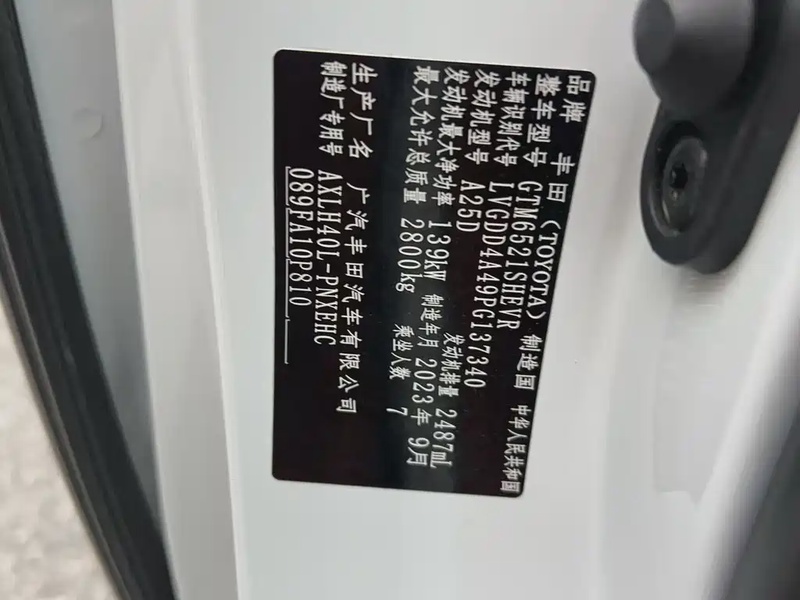 品牌 丰田(TOYOTA) 制造国 中华人民共和国
整车型号 GTM6521SHEVR
车辆识别代号 LVGDD4A49PG137340
发动机型号 A25D 发动机排量 2487mL
发动机最大净功率 139kW 制造年月 2023年 9月
最大允许总质量 2800kg 乘坐人数 7
生产厂名 广汽丰田汽车有限公司
制造厂专用号 AXLH40L-PNXEHC
089FA10P810